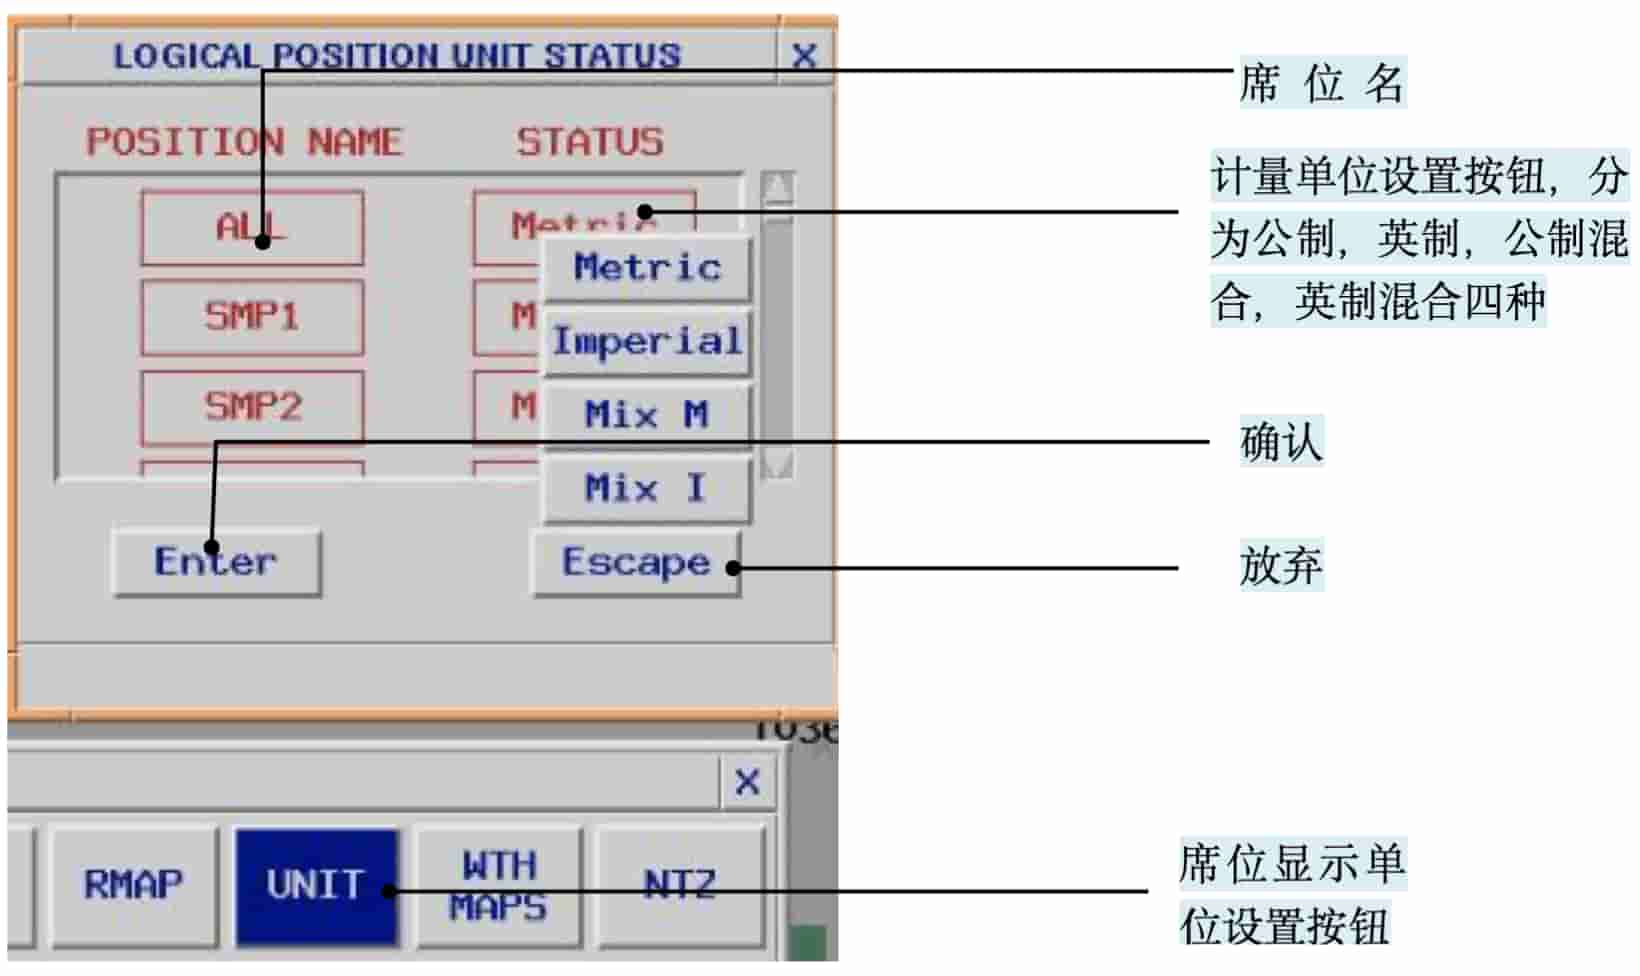 LOGICAL POSITION UNIT STATUS X
席 位 名
POSITION NAME STATUS
计量单位设置按钮，分
为公制，英制，公制混
合，英制混合四种
ALL Metric
Metric
SMP1 M
Imperial
SMP2 M
Mix M
确认
Mix I
Enter Escape
放弃
X
RMAP UNIT WTH
MAPS NTZ
席位显示单
位设置按钮